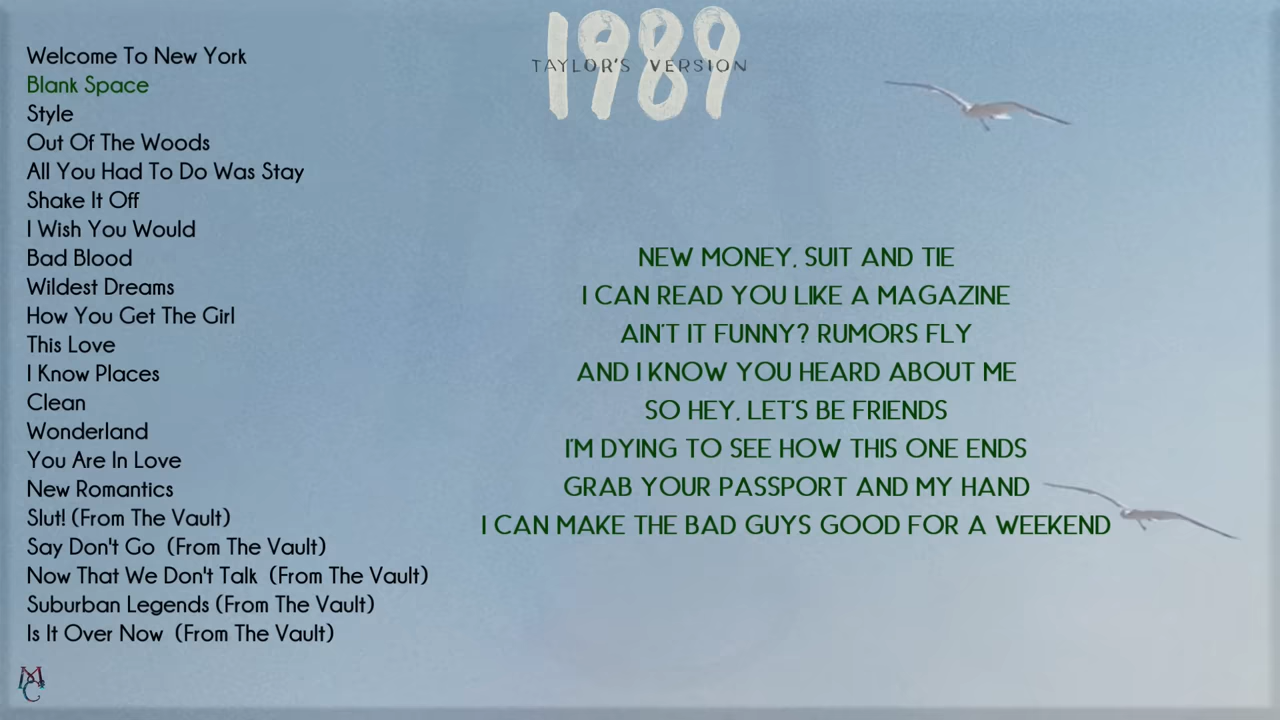 1989
TAYLOR'S VERSION
Welcome To New York
Blank Space
Style
Out Of The Woods
All You Had To Do Was Stay
Shake It Off
I Wish You Would
Bad Blood
Wildest Dreams
How You Get The Girl
This Love
I Know Places
Clean
Wonderland
You Are In Love
New Romantics
Slut! (From The Vault)
Say Don't Go (From The Vault)
Now That We Don't Talk (From The Vault)
Suburban Legends (From The Vault)
Is It Over Now (From The Vault)
NEW MONEY, SUIT AND TIE
I CAN READ YOU LIKE A MAGAZINE
AIN'T IT FUNNY? RUMORS FLY
AND I KNOW YOU HEARD ABOUT ME
SO HEY, LET'S BE FRIENDS
I'M DYING TO SEE HOW THIS ONE ENDS
GRAB YOUR PASSPORT AND MY HAND
I CAN MAKE THE BAD GUYS GOOD FOR A WEEKEND
MC